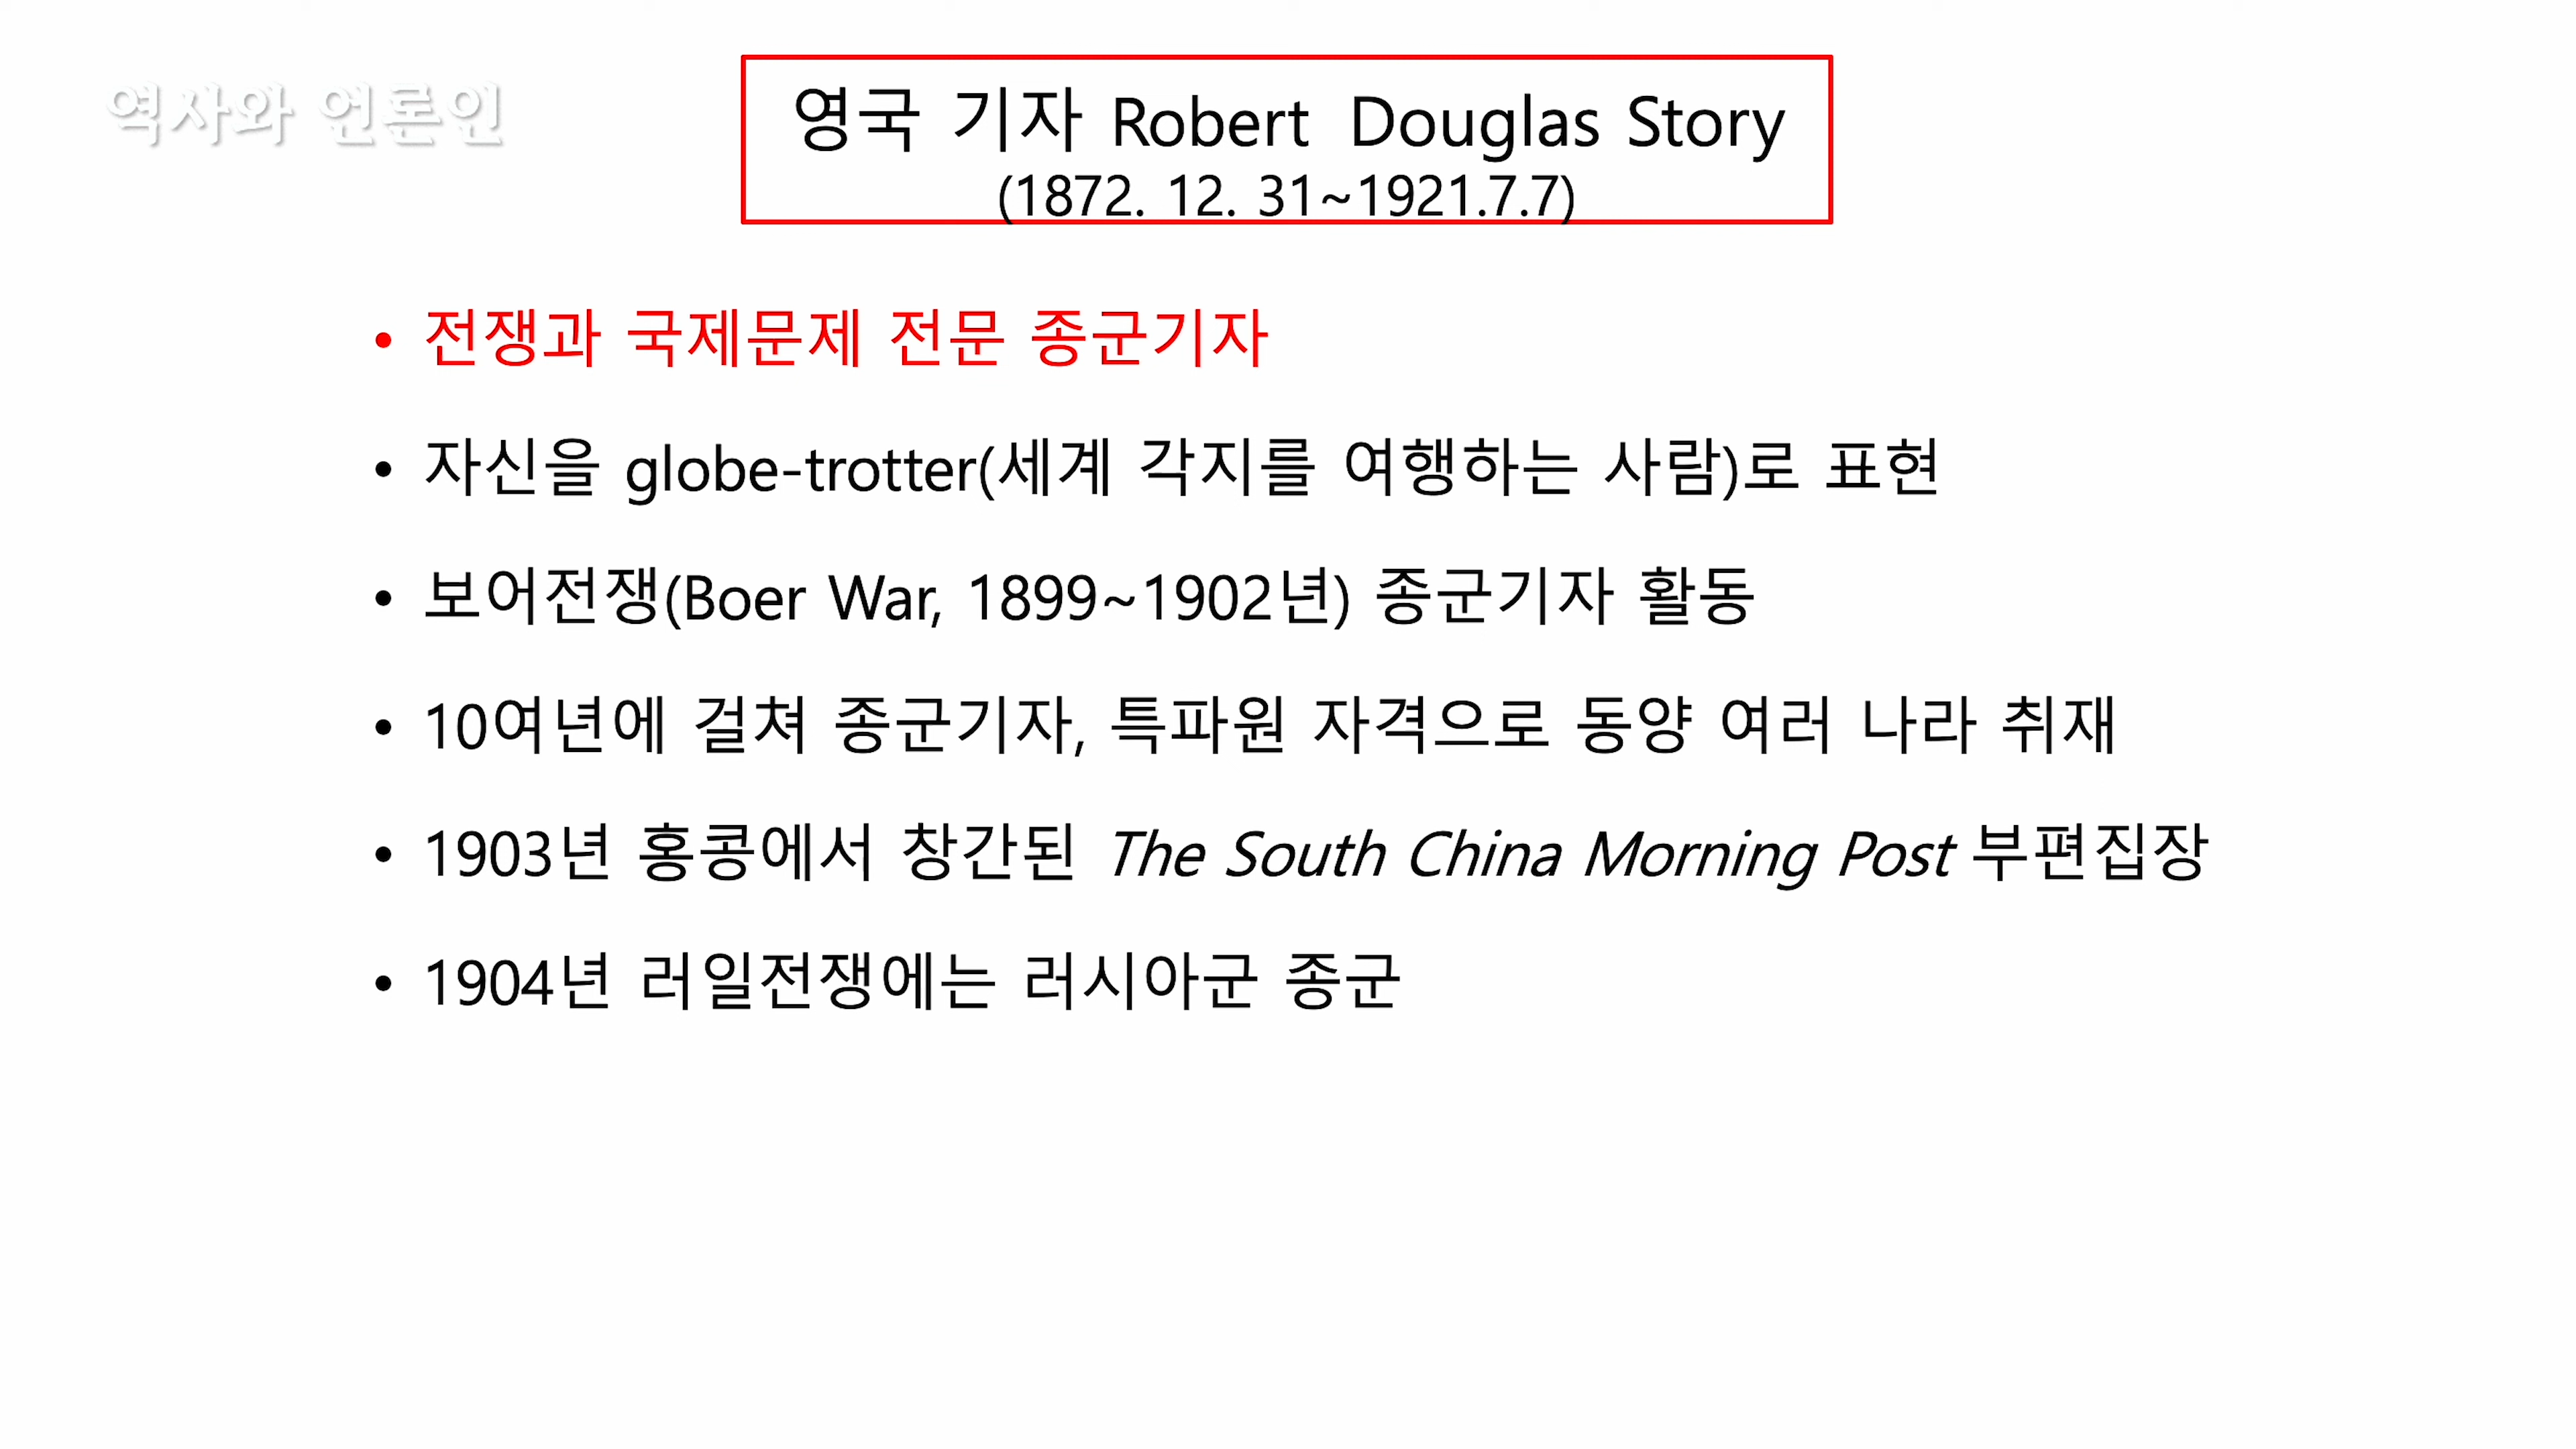 역사와 언론인
영국 기자 Robert Douglas Story
(1872. 12. 31~1921.7.7)
• 전쟁과 국제문제 전문 종군기자
• 자신을 globe-trotter(세계 각지를 여행하는 사람)로 표현
• 보어전쟁(Boer War, 1899~1902년) 종군기자 활동
• 10여년에 걸쳐 종군기자, 특파원 자격으로 동양 여러 나라 취재
• 1903년 홍콩에서 창간된 The South China Morning Post 부편집장
• 1904년 러일전쟁에는 러시아군 종군